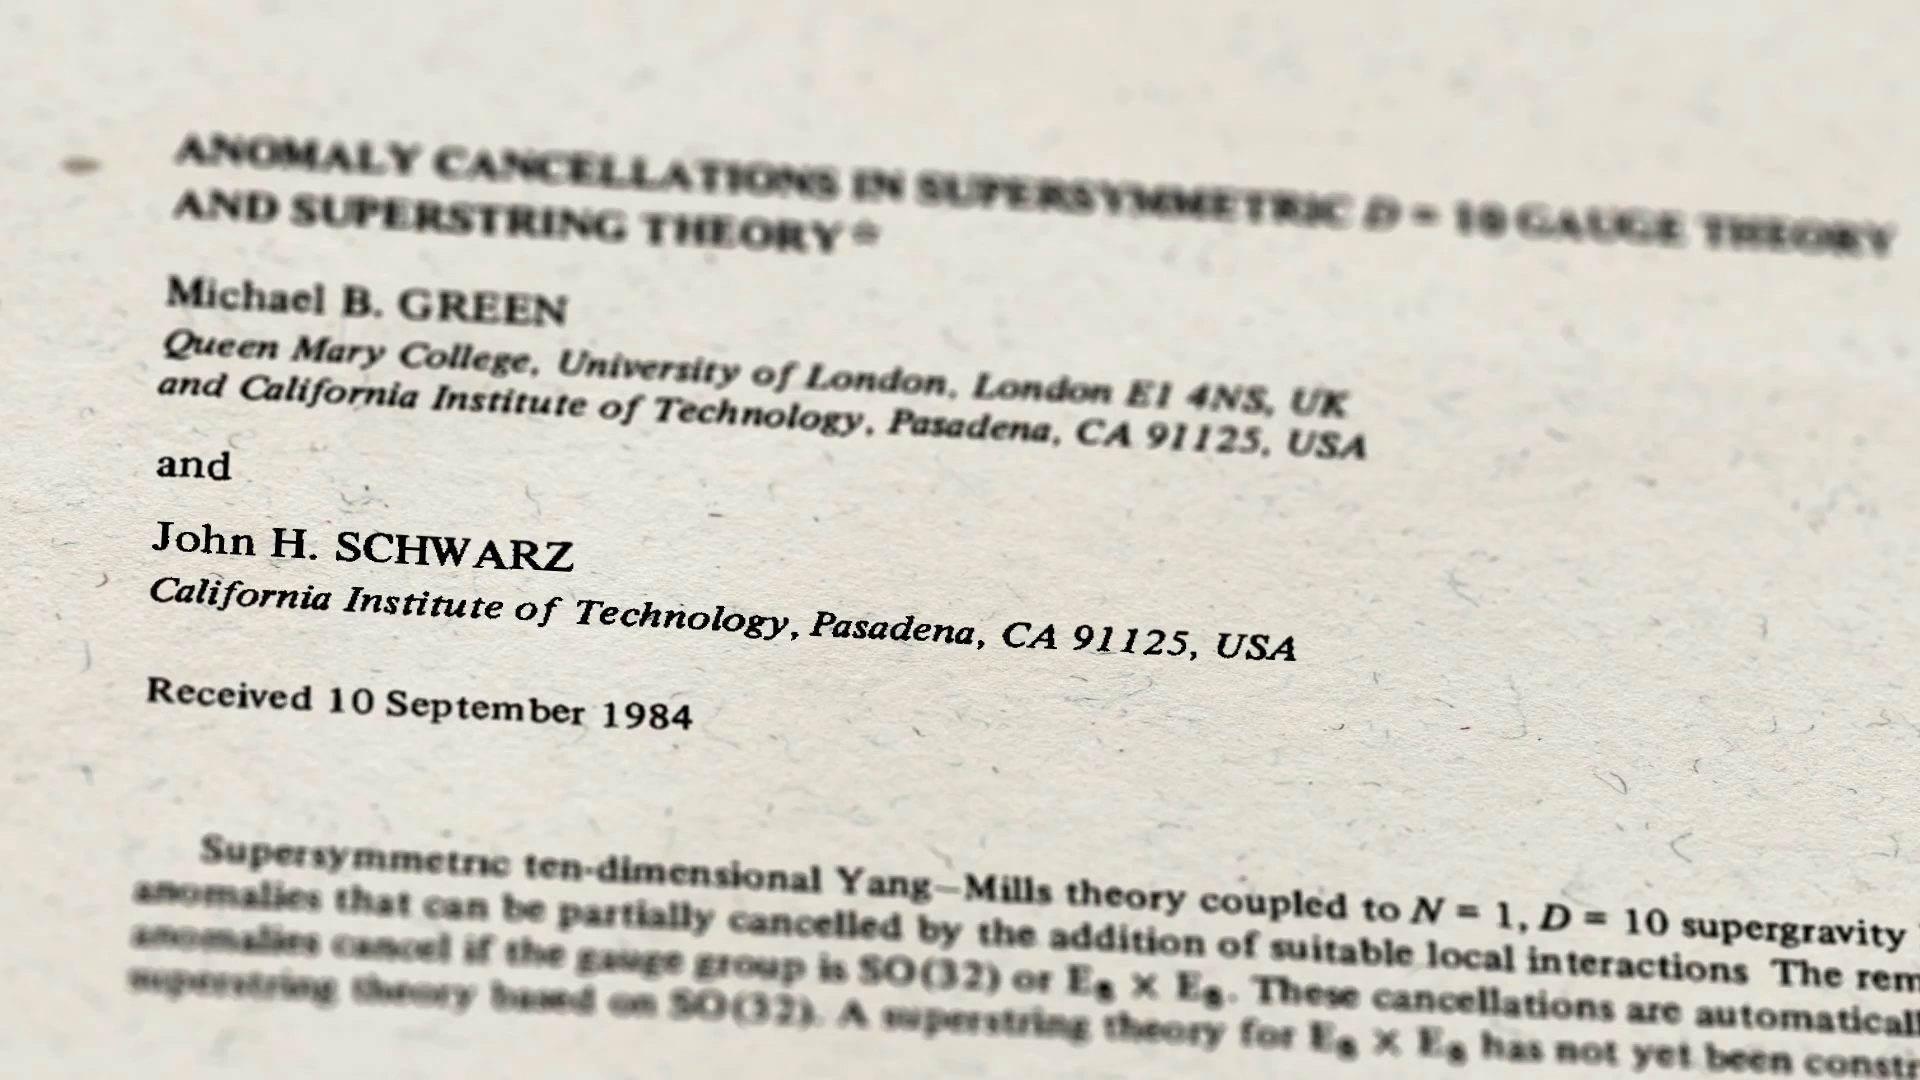 ANOMALY CANCELLATIONS IN SUPERSYMMETRIC D = 10 GAUGE THEORY
AND SUPERSTRING THEORY*
Michael B. GREEN
Queen Mary College, University of London, London E1 4NS, UK
and California Institute of Technology, Pasadena, CA 91125, USA
and
John H. SCHWARZ
California Institute of Technology, Pasadena, CA 91125, USA
Received 10 September 1984
Supersymmetric ten-dimensional Yang–Mills theory coupled to N = 1, D = 10 supergravity
anomalies that can be partially cancelled by the addition of suitable local interactions The rem
anomalies cancel if the gauge group is SO(32) or E₈ × E₈. These cancellations are automaticall
superstring theory based on SO(32). A superstring theory for E₈ × E₈ has not yet been constr